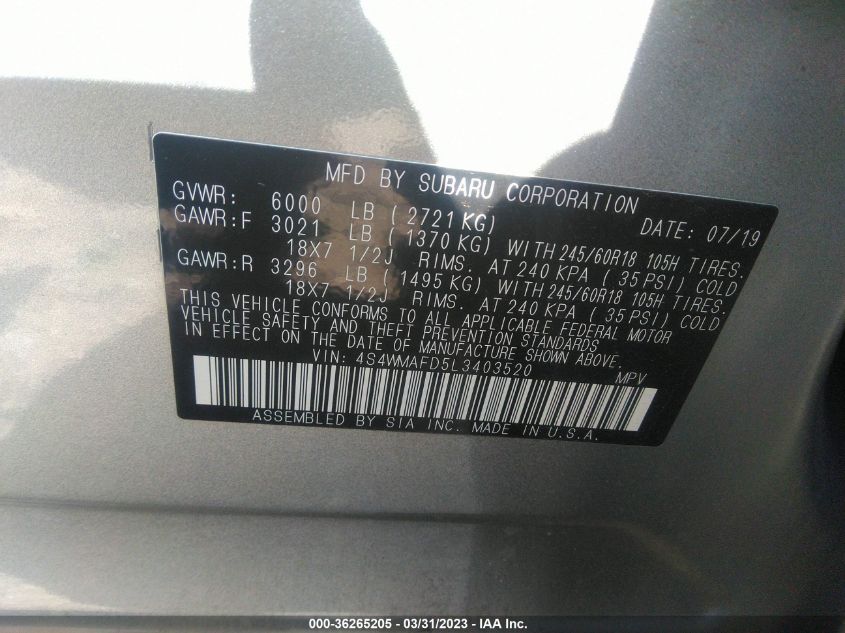 MFD BY SUBARU CORPORATION
GVWR: 6000 LB ( 2721 KG) DATE: 07/19
GAWR:F 3021 LB ( 1370 KG) WITH 245/60R18 105H TIRES.
18X7 1/2J RIMS. AT 240 KPA ( 35 PSI) COLD
GAWR:R 3296 LB ( 1495 KG) WITH 245/60R18 105H TIRES.
18X7 1/2J RIMS. AT 240 KPA ( 35 PSI) COLD
THIS VEHICLE CONFORMS TO ALL APPLICABLE FEDERAL MOTOR
VEHICLE SAFETY AND THEFT PREVENTION STANDARDS
IN EFFECT ON THE DATE OF MANUFACTURE SHOWN ABOVE.
VIN: 4S4WMAFD5L3403520 MPV
ASSEMBLED BY SIA INC. MADE IN U.S.A.
000-36265205 - 03/31/2023 - IAA Inc.